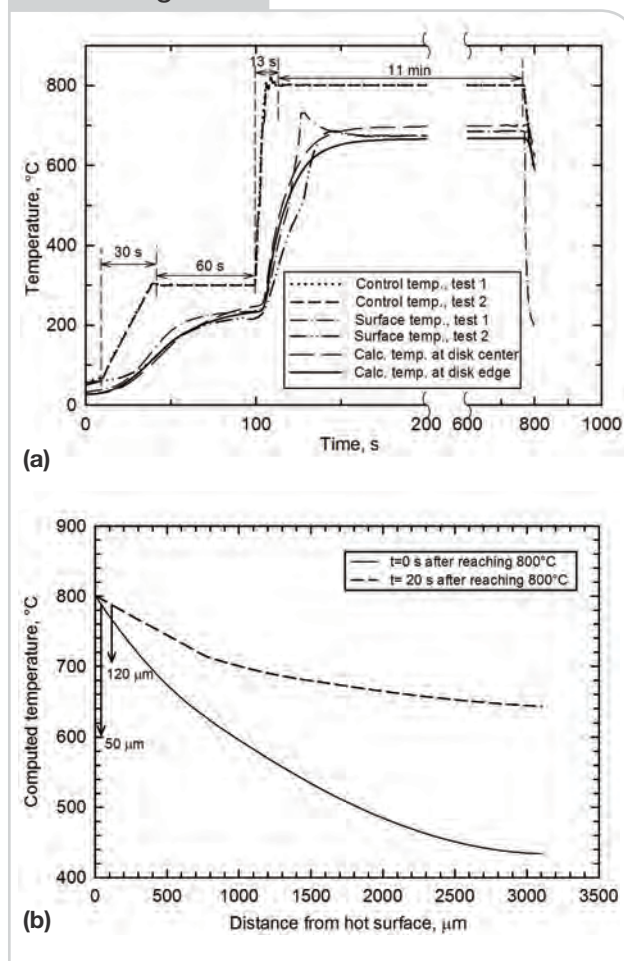 13 s
11 min
800
600
400
200
0
30 s
60 s
Temperature, °C
Control temp., test 1
Control temp., test 2
Surface temp., test 1
Surface temp., test 2
Calc. temp. at disk center
Calc. temp. at disk edge
0
100
200
600
800
1000
Time, s
(a)
900
800
700
600
500
400
Computed temperature, °C
t=0 s after reaching 800°C
t= 20 s after reaching 800°C
120 µm
50 µm
0
500
1000
1500
2000
2500
3000
3500
Distance from hot surface, µm
(b)